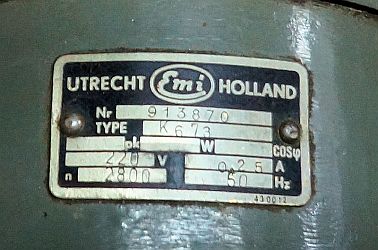 UTRECHT Emi HOLLAND
Nr 913870
TYPE K673
pk W COSφ
220 V 0,25 A
n 2800 50 Hz
430012